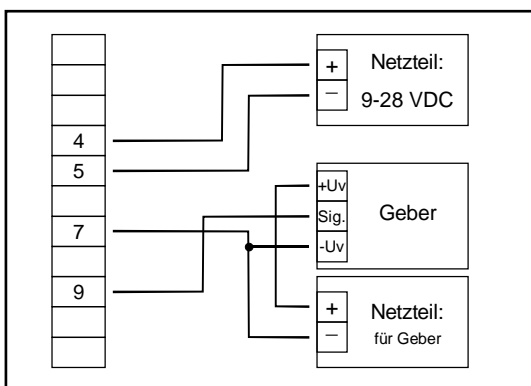 4
5
7
9
+
–
Netzteil:
9-28 VDC
+Uv
Sig.
-Uv
Geber
+
–
Netzteil:
für Geber